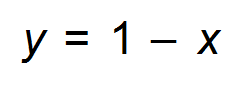 y = 1 – x